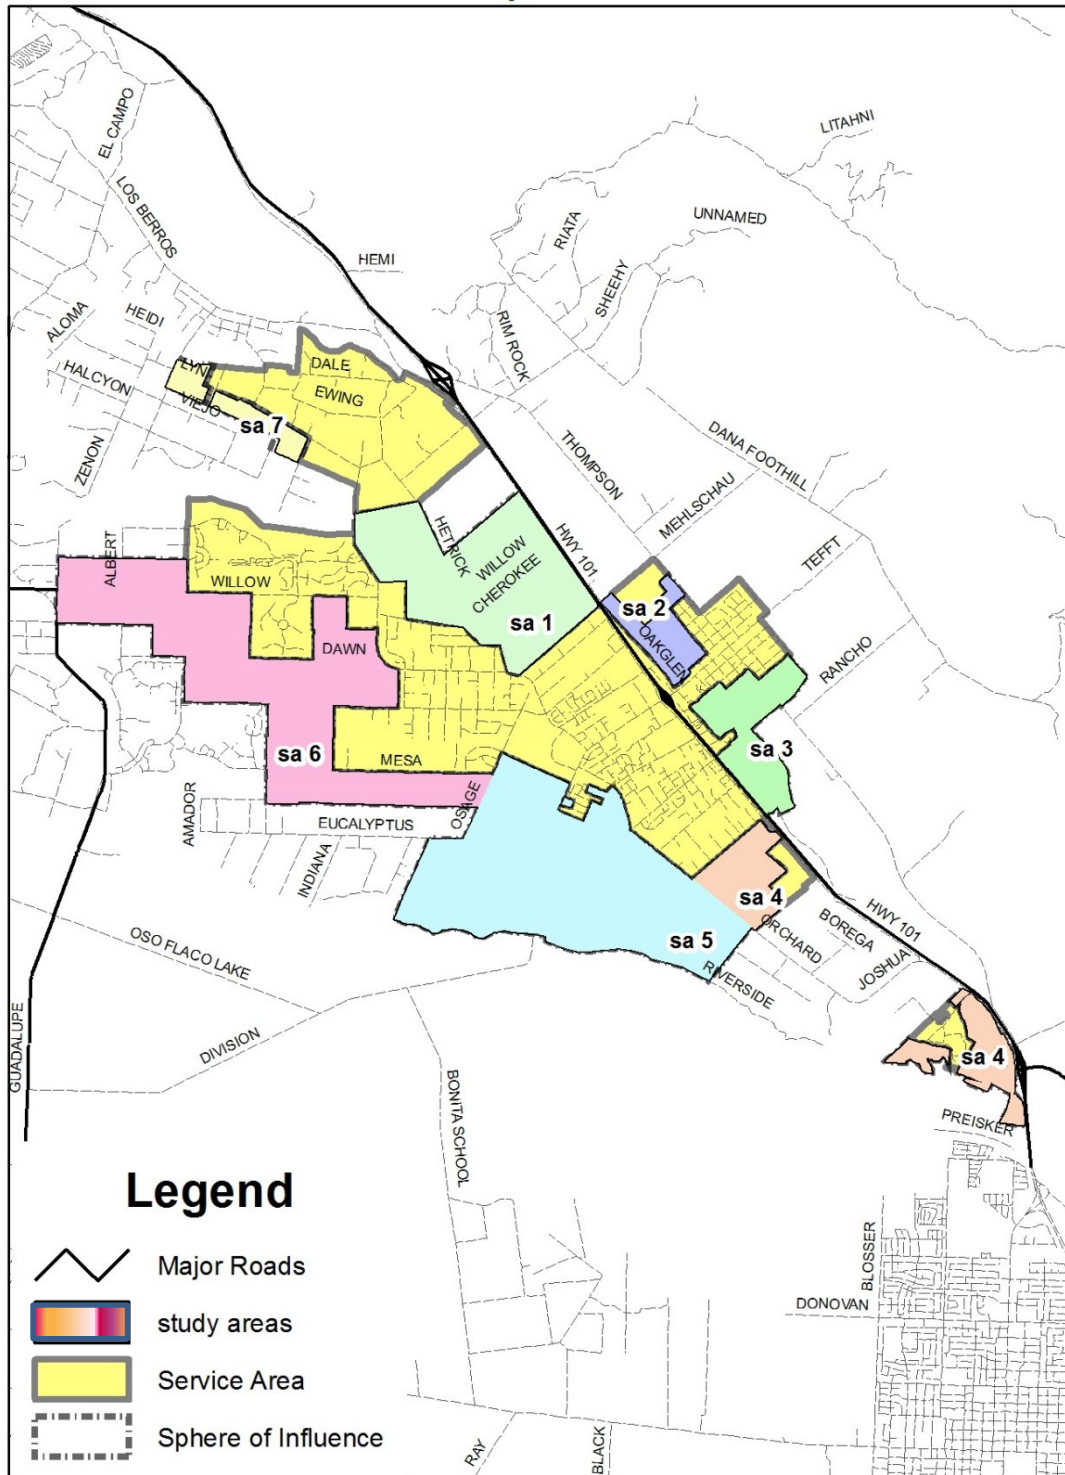 LITAHNI
EL CAMPO
UNNAMED
LOS BERROS
RIATA
HEMI
SHEEHY
ALOMA
HEIDI
RIM ROCK
LYN
DALE
HALCYON
EWING
VIEJO
sa 7
ZENON
THOMPSON
DANA FOOTHILL
MEHLSCHAU
HETRICK
WILLOW
CHEROKEE
HWY 101
TEFFT
ALBERT
WILLOW
sa 2
sa 1
OAKGLEN
DAWN
RANCHO
sa 6
MESA
sa 3
OSAGE
AMADOR
EUCALYPTUS
INDIANA
sa 4
HWY 101
BOREGA
ORCHARD
sa 5
OSO FLACO LAKE
JOSHUA
RIVERSIDE
GUADALUPE
DIVISION
sa 4
BONITA SCHOOL
PREISKER
Legend
Major Roads
study areas
Service Area
Sphere of Influence
BLOSSER
DONOVAN
RAY
BLACK